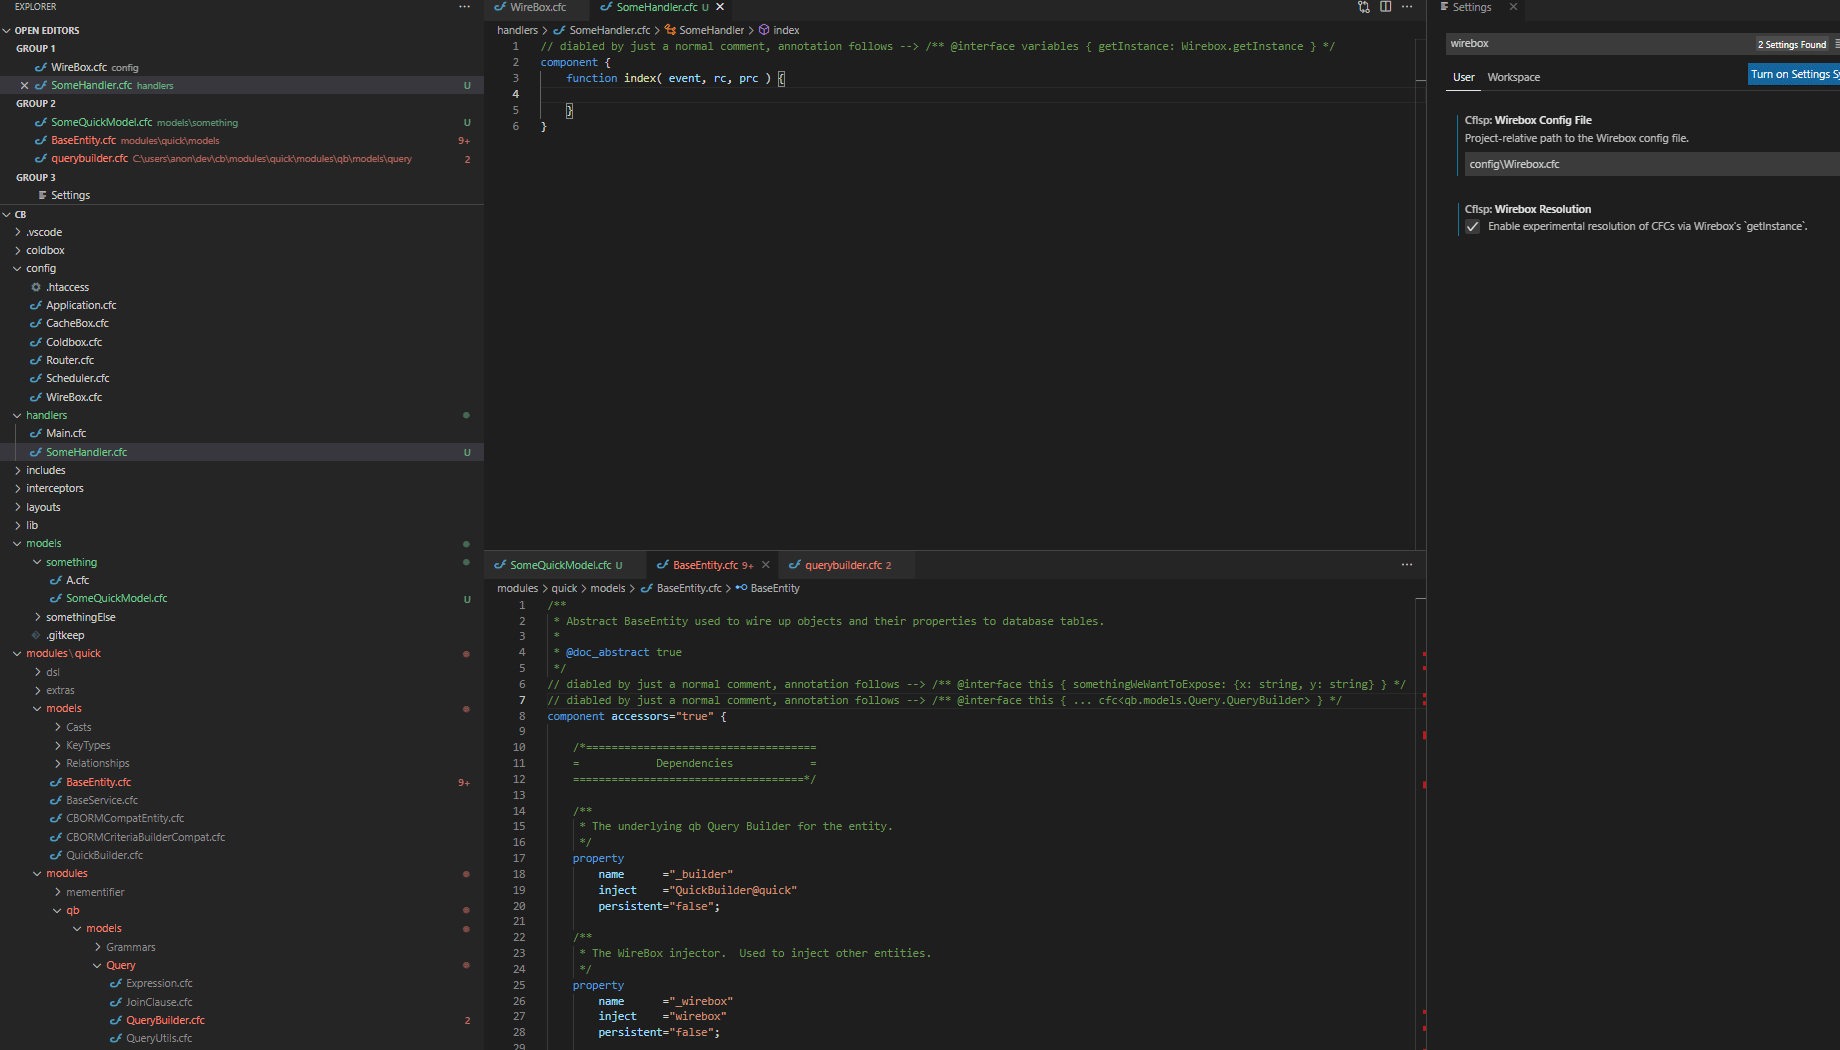 EXPLORER
OPEN EDITORS
GROUP 1
WireBox.cfc config
SomeHandler.cfc handlers U
GROUP 2
SomeQuickModel.cfc models\something U
BaseEntity.cfc modules\quick\models 9+
querybuilder.cfc C:\users\anon\dev\cb\modules\quick\modules\qb\models\query 2
GROUP 3
Settings
CB
.vscode
coldbox
config
.htaccess
Application.cfc
CacheBox.cfc
Coldbox.cfc
Router.cfc
Scheduler.cfc
WireBox.cfc
handlers
Main.cfc
SomeHandler.cfc U
includes
interceptors
layouts
lib
models
something
A.cfc
SomeQuickModel.cfc U
somethingElse
.gitkeep
modules\quick
dsl
extras
models
Casts
KeyTypes
Relationships
BaseEntity.cfc 9+
BaseService.cfc
CBORMCompatEntity.cfc
CBORMCriteriaBuilderCompat.cfc
QuickBuilder.cfc
modules
mementifier
qb
models
Grammars
Query
Expression.cfc
JoinClause.cfc
QueryBuilder.cfc 2
QueryUtils.cfc
WireBox.cfc SomeHandler.cfc U
handlers > SomeHandler.cfc > SomeHandler > index
1 // diabled by just a normal comment, annotation follows --> /** @interface variables { getInstance: Wirebox.getInstance } */
2 component {
3 function index( event, rc, prc ) {
4
5 }
6 }
SomeQuickModel.cfc U BaseEntity.cfc 9+ querybuilder.cfc 2
modules > quick > models > BaseEntity.cfc > BaseEntity
1 /**
2 * Abstract BaseEntity used to wire up objects and their properties to database tables.
3 *
4 * @doc_abstract true
5 */
6 // diabled by just a normal comment, annotation follows --> /** @interface this { somethingWeWantToExpose: {x: string, y: string} } */
7 // diabled by just a normal comment, annotation follows --> /** @interface this { ... cfc<qb.models.Query.QueryBuilder> } */
8 component accessors="true" {
9
10 /*====================================
11 = Dependencies =
12 ====================================*/
13
14 /**
15 * The underlying qb Query Builder for the entity.
16 */
17 property
18 name ="_builder"
19 inject ="QuickBuilder@quick"
20 persistent="false";
21
22 /**
23 * The WireBox injector. Used to inject other entities.
24 */
25 property
26 name ="_wirebox"
27 inject ="wirebox"
28 persistent="false";
29
Settings
wirebox 2 Settings Found
User Workspace Turn on Settings Sy
Cflsp: Wirebox Config File
Project-relative path to the Wirebox config file.
config\Wirebox.cfc
Cflsp: Wirebox Resolution
Enable experimental resolution of CFCs via Wirebox's `getInstance`.